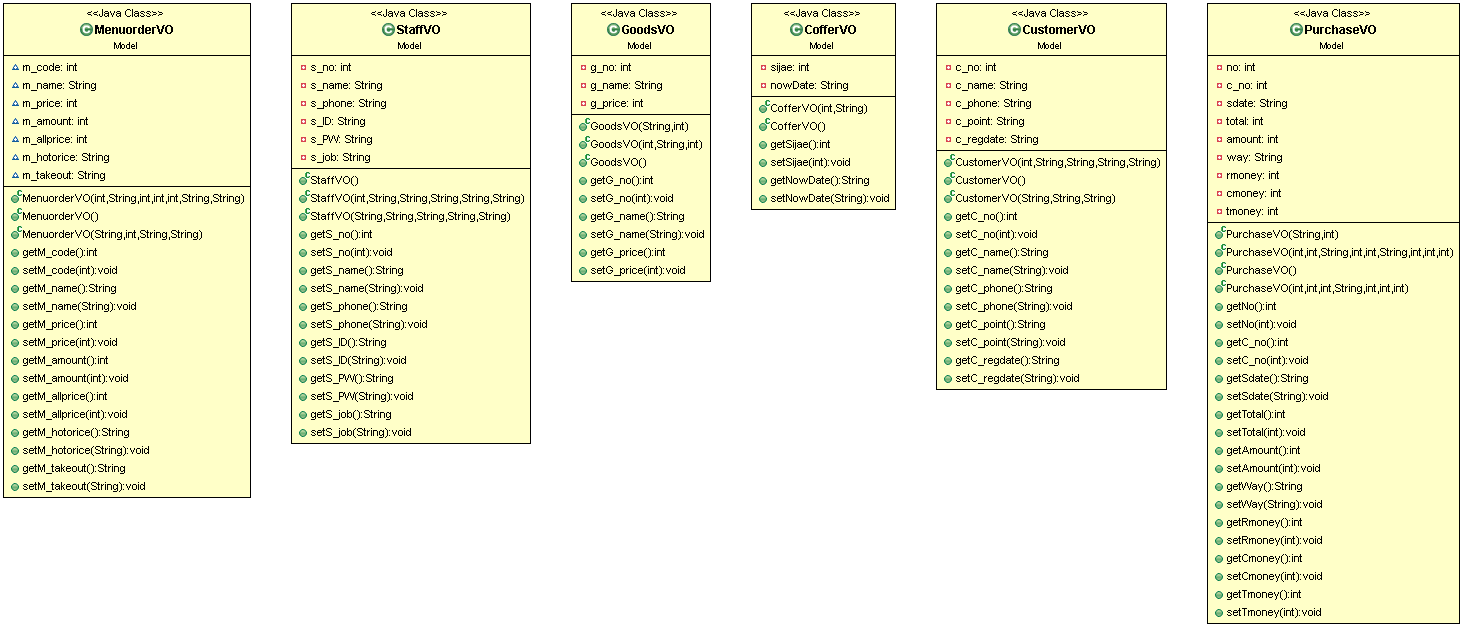 <<Java Class>>
MenuorderVO
Model
m_code: int
m_name: String
m_price: int
m_amount: int
m_allprice: int
m_hotorice: String
m_takeout: String
MenuorderVO(int,String,int,int,int,String,String)
MenuorderVO()
MenuorderVO(String,int,String,String)
getM_code():int
setM_code(int):void
getM_name():String
setM_name(String):void
getM_price():int
setM_price(int):void
getM_amount():int
setM_amount(int):void
getM_allprice():int
setM_allprice(int):void
getM_hotorice():String
setM_hotorice(String):void
getM_takeout():String
setM_takeout(String):void
<<Java Class>>
StaffVO
Model
s_no: int
s_name: String
s_phone: String
s_ID: String
s_PW: String
s_job: String
StaffVO()
StaffVO(int,String,String,String,String,String)
StaffVO(String,String,String,String,String)
getS_no():int
setS_no(int):void
getS_name():String
setS_name(String):void
getS_phone():String
setS_phone(String):void
getS_ID():String
setS_ID(String):void
getS_PW():String
setS_PW(String):void
getS_job():String
setS_job(String):void
<<Java Class>>
GoodsVO
Model
g_no: int
g_name: String
g_price: int
GoodsVO(String,int)
GoodsVO(int,String,int)
GoodsVO()
getG_no():int
setG_no(int):void
getG_name():String
setG_name(String):void
getG_price():int
setG_price(int):void
<<Java Class>>
CofferVO
Model
sijae: int
nowDate: String
CofferVO(int,String)
CofferVO()
getSijae():int
setSijae(int):void
getNowDate():String
setNowDate(String):void
<<Java Class>>
CustomerVO
Model
c_no: int
c_name: String
c_phone: String
c_point: String
c_regdate: String
CustomerVO(int,String,String,String,String)
CustomerVO()
CustomerVO(String,String,String)
getC_no():int
setC_no(int):void
getC_name():String
setC_name(String):void
getC_phone():String
setC_phone(String):void
getC_point():String
setC_point(String):void
getC_regdate():String
setC_regdate(String):void
<<Java Class>>
PurchaseVO
Model
no: int
c_no: int
sdate: String
total: int
amount: int
way: String
rmoney: int
cmoney: int
tmoney: int
PurchaseVO(String,int)
PurchaseVO(int,int,String,int,int,String,int,int,int)
PurchaseVO()
PurchaseVO(int,int,int,String,int,int,int)
getNo():int
setNo(int):void
getC_no():int
setC_no(int):void
getSdate():String
setSdate(String):void
getTotal():int
setTotal(int):void
getAmount():int
setAmount(int):void
getWay():String
setWay(String):void
getRmoney():int
setRmoney(int):void
getCmoney():int
setCmoney(int):void
getTmoney():int
setTmoney(int):void